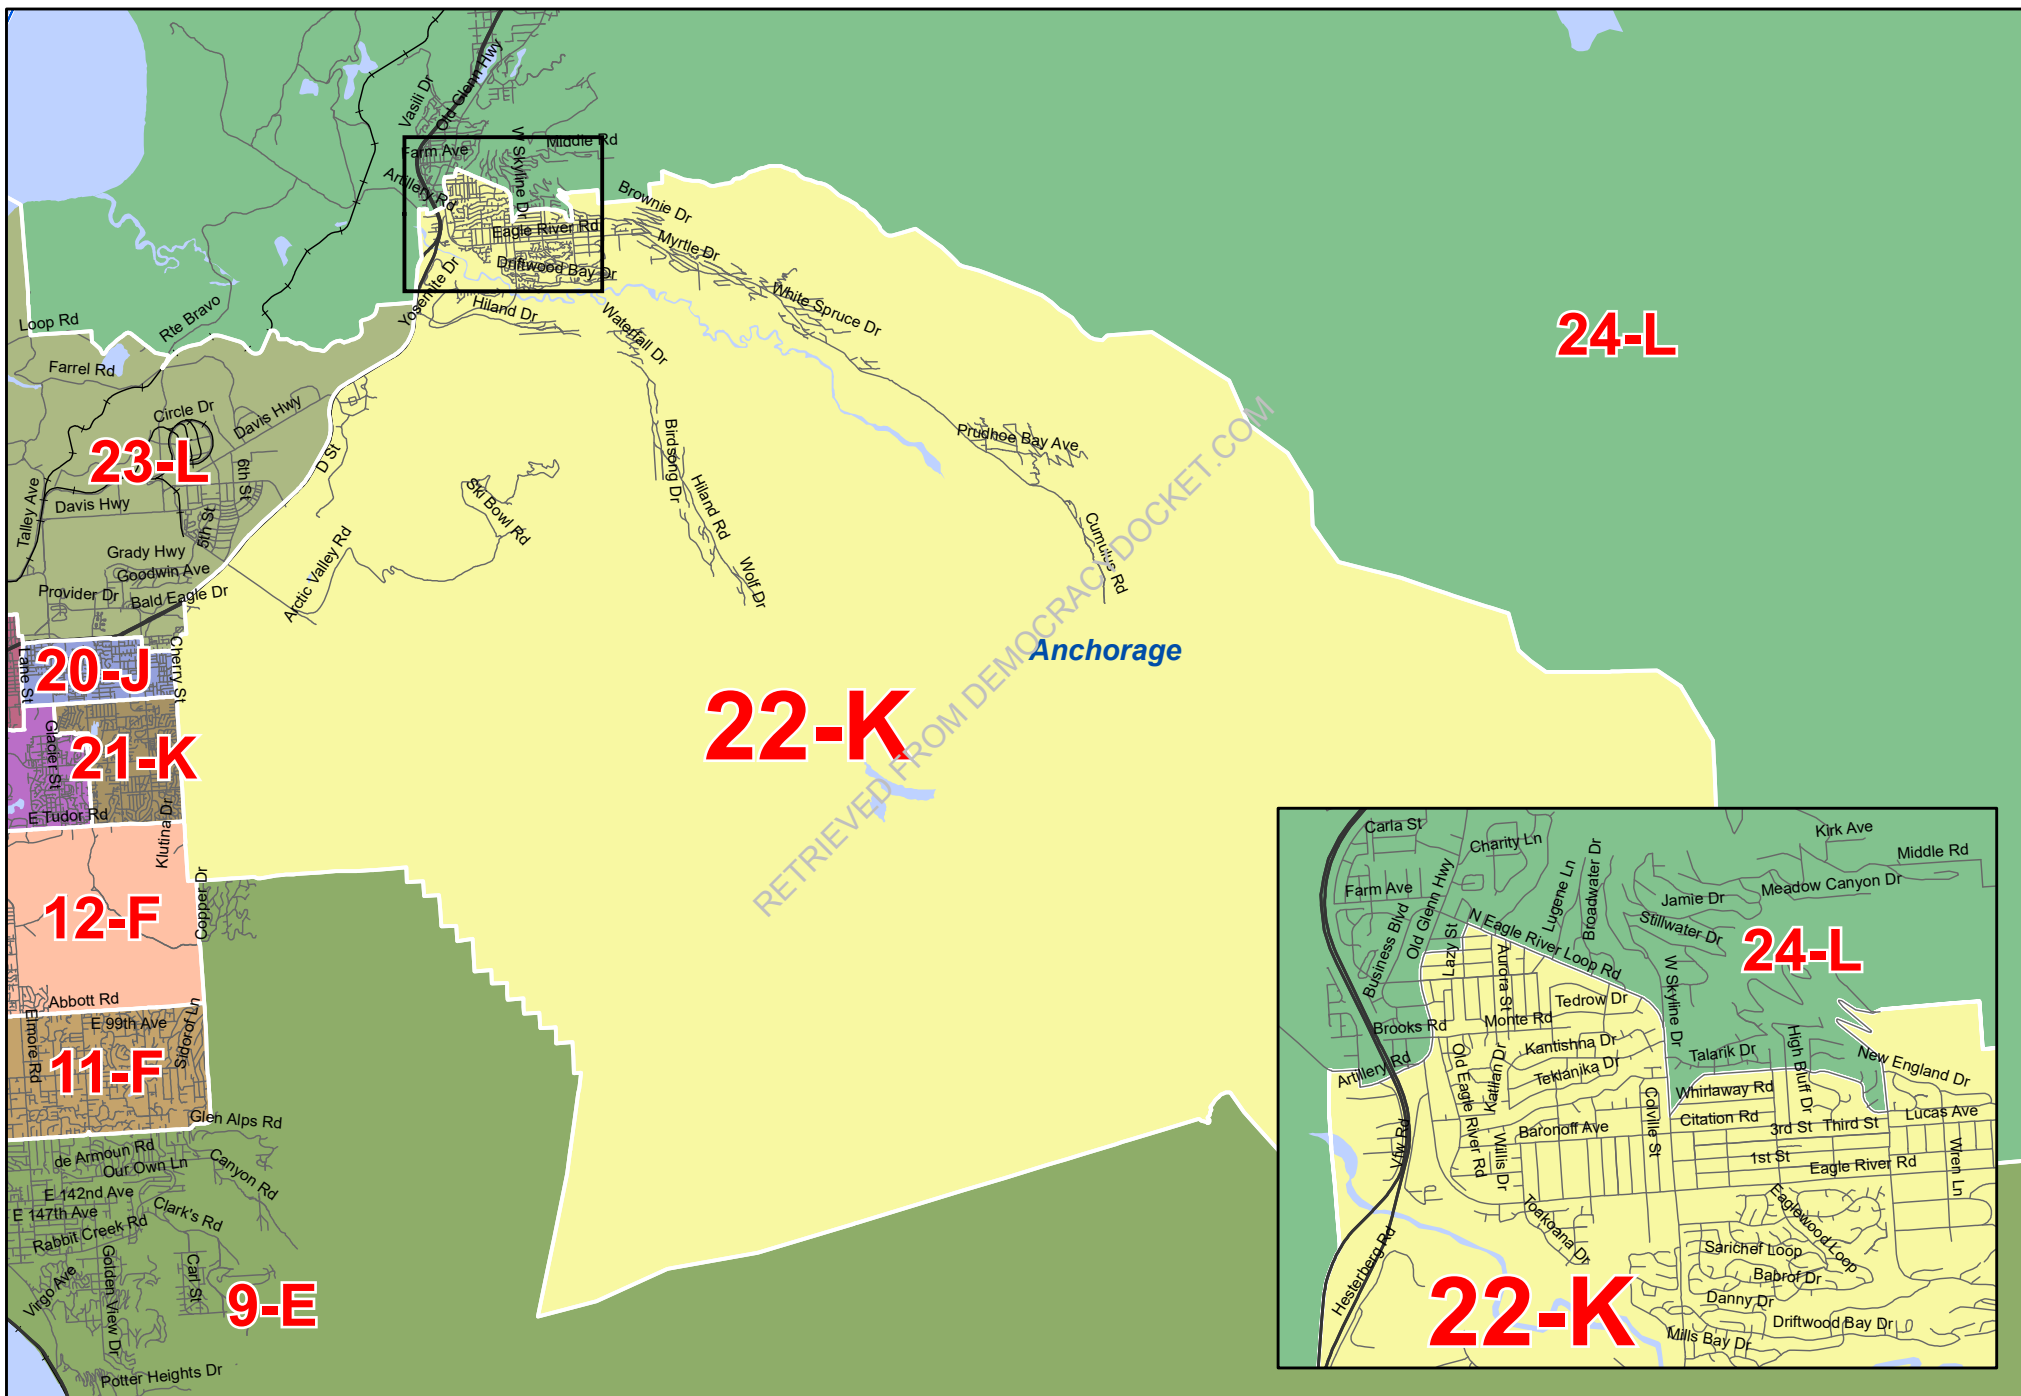 Vasili Dr
Old Glenn Hwy
Farm Ave
W Skyline Dr
Middle Rd
Artillery Rd
Brownie Dr
Eagle River Rd
Myrtle Dr
Driftwood Bay Dr
Yosemite Dr
White Spruce Dr
Hiland Dr
Waterfall Dr
Loop Rd
Rte Bravo
24-L
Farrel Rd
Circle Dr
Davis Hwy
23-L
D St
6th St
Birdsong Dr
Prudhoe Bay Ave
Talley Ave
Davis Hwy
5th St
Ski Bowl Rd
Hiland Rd
Cumulus Rd
Grady Hwy
Goodwin Ave
Arctic Valley Rd
Wolf Dr
Provider Dr
Bald Eagle Dr
Anchorage
20-J
Lane St
Cherry St
22-K
Glacier St
21-K
E Tudor Rd
Klutina Dr
RETRIEVED FROM DEMOCRACYDOCKET.COM
12-F
Copper Dr
Abbott Rd
E 99th Ave
Elmore Rd
Sidorof Ln
11-F
Glen Alps Rd
de Armoun Rd
Our Own Ln
Canyon Rd
E 142nd Ave
E 147th Ave
Clark's Rd
Rabbit Creek Rd
Golden View Dr
Carl St
Virgo Ave
9-E
Potter Heights Dr
Carla St
Charity Ln
Kirk Ave
Middle Rd
Farm Ave
Old Glenn Hwy
Lugene Ln
Broadwater Dr
Meadow Canyon Dr
Jamie Dr
Business Blvd
Lazy St
N Eagle River Loop Rd
Stillwater Dr
24-L
Aurora St
W Skyline Dr
Tedrow Dr
Brooks Rd
Monte Rd
Kantishna Dr
Talarik Dr
High Bluff Dr
New England Dr
Artillery Rd
Old Eagle River Rd
Katlian Dr
Teklanika Dr
Whirlaway Rd
Colville St
Citation Rd
Lucas Ave
Vfw Rd
Baronoff Ave
3rd St
Third St
Willis Dr
1st St
Eagle River Rd
Wren Ln
Toakoana Dr
Eaglewood Loop
Hesterberg Rd
Sarichef Loop
Babrof Dr
22-K
Danny Dr
Driftwood Bay Dr
Mills Bay Dr